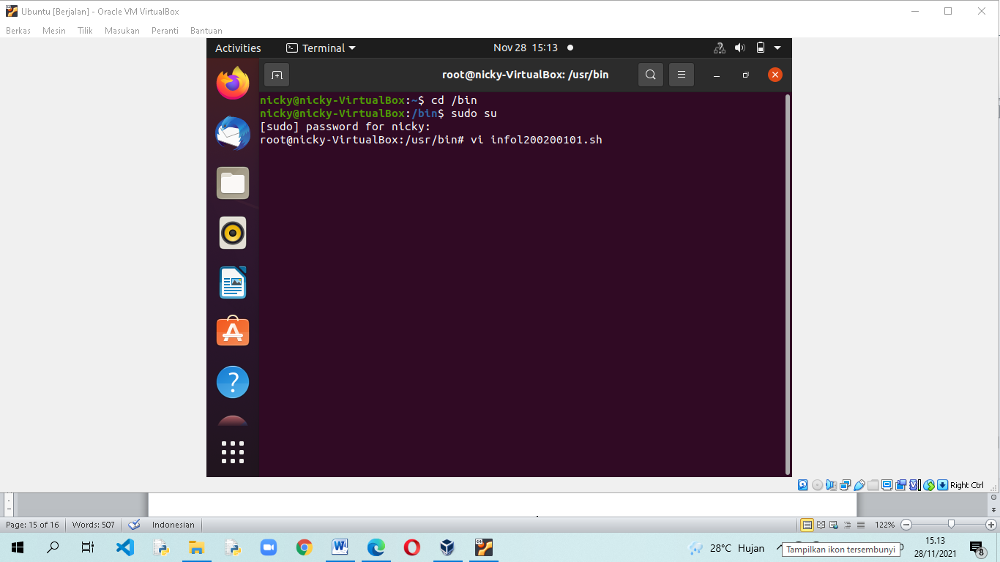 Ubuntu [Berjalan] - Oracle VM VirtualBox
Berkas Mesin Tilik Masukan Peranti Bantuan
Activities Terminal Nov 28 15:13
root@nicky-VirtualBox: /usr/bin
nicky@nicky-VirtualBox:~$ cd /bin
nicky@nicky-VirtualBox:/bin$ sudo su
[sudo] password for nicky:
root@nicky-VirtualBox:/usr/bin# vi infol200200101.sh
Right Ctrl
Page: 15 of 16 Words: 507 Indonesian 122%
28°C Hujan Tampilkan ikon tersembunyi 15.13
28/11/2021 8